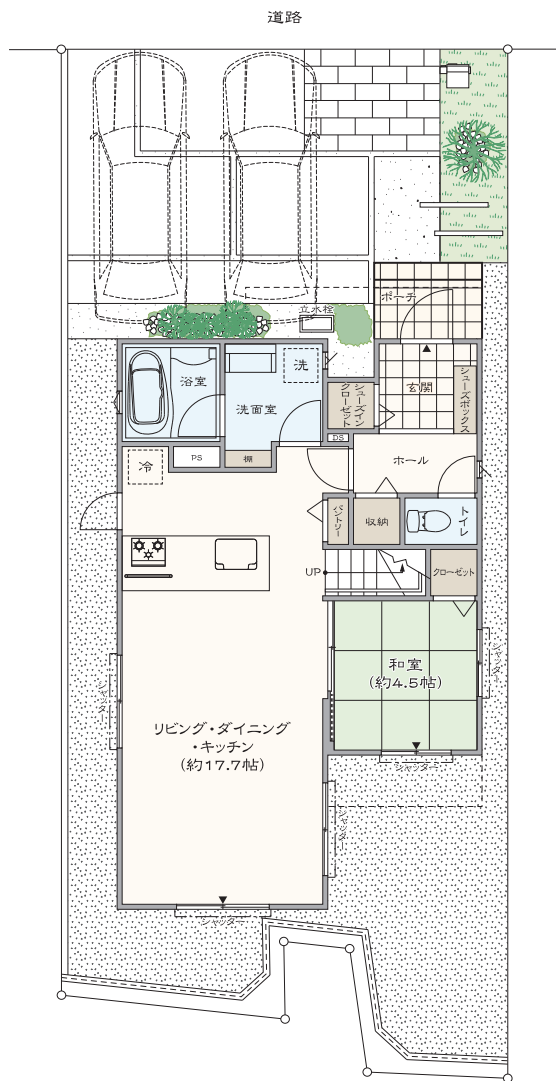 道路
ポーチ
立水栓
浴室
洗
洗面室
シューズイン
クローゼット
玄関
シューズボックス
DS
ホール
冷
PS
棚
パントリー
収納
トイレ
UP
クローゼット
和室
(約4.5帖)
シャッター
シャッター
リビング・ダイニング
・キッチン
(約17.7帖)
シャッター
シャッター
シャッター